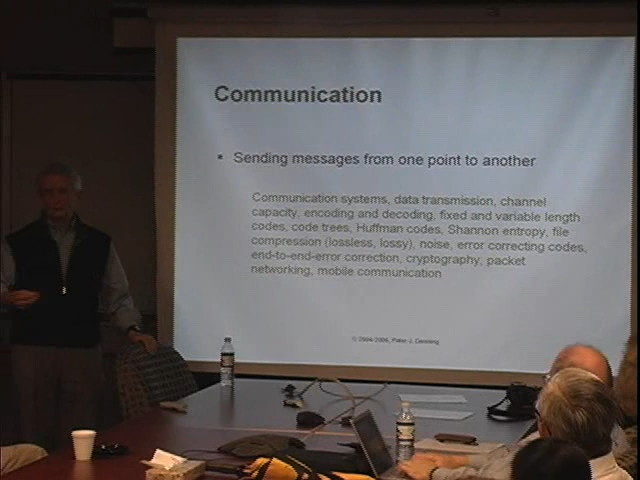 Communication
▪ Sending messages from one point to another
Communication systems, data transmission, channel
capacity, encoding and decoding, fixed and variable length
codes, code trees, Huffman codes, Shannon entropy, file
compression (lossless, lossy), noise, error correcting codes,
end-to-end-error correction, cryptography, packet
networking, mobile communication
© 2004-2006, Peter J. Denning